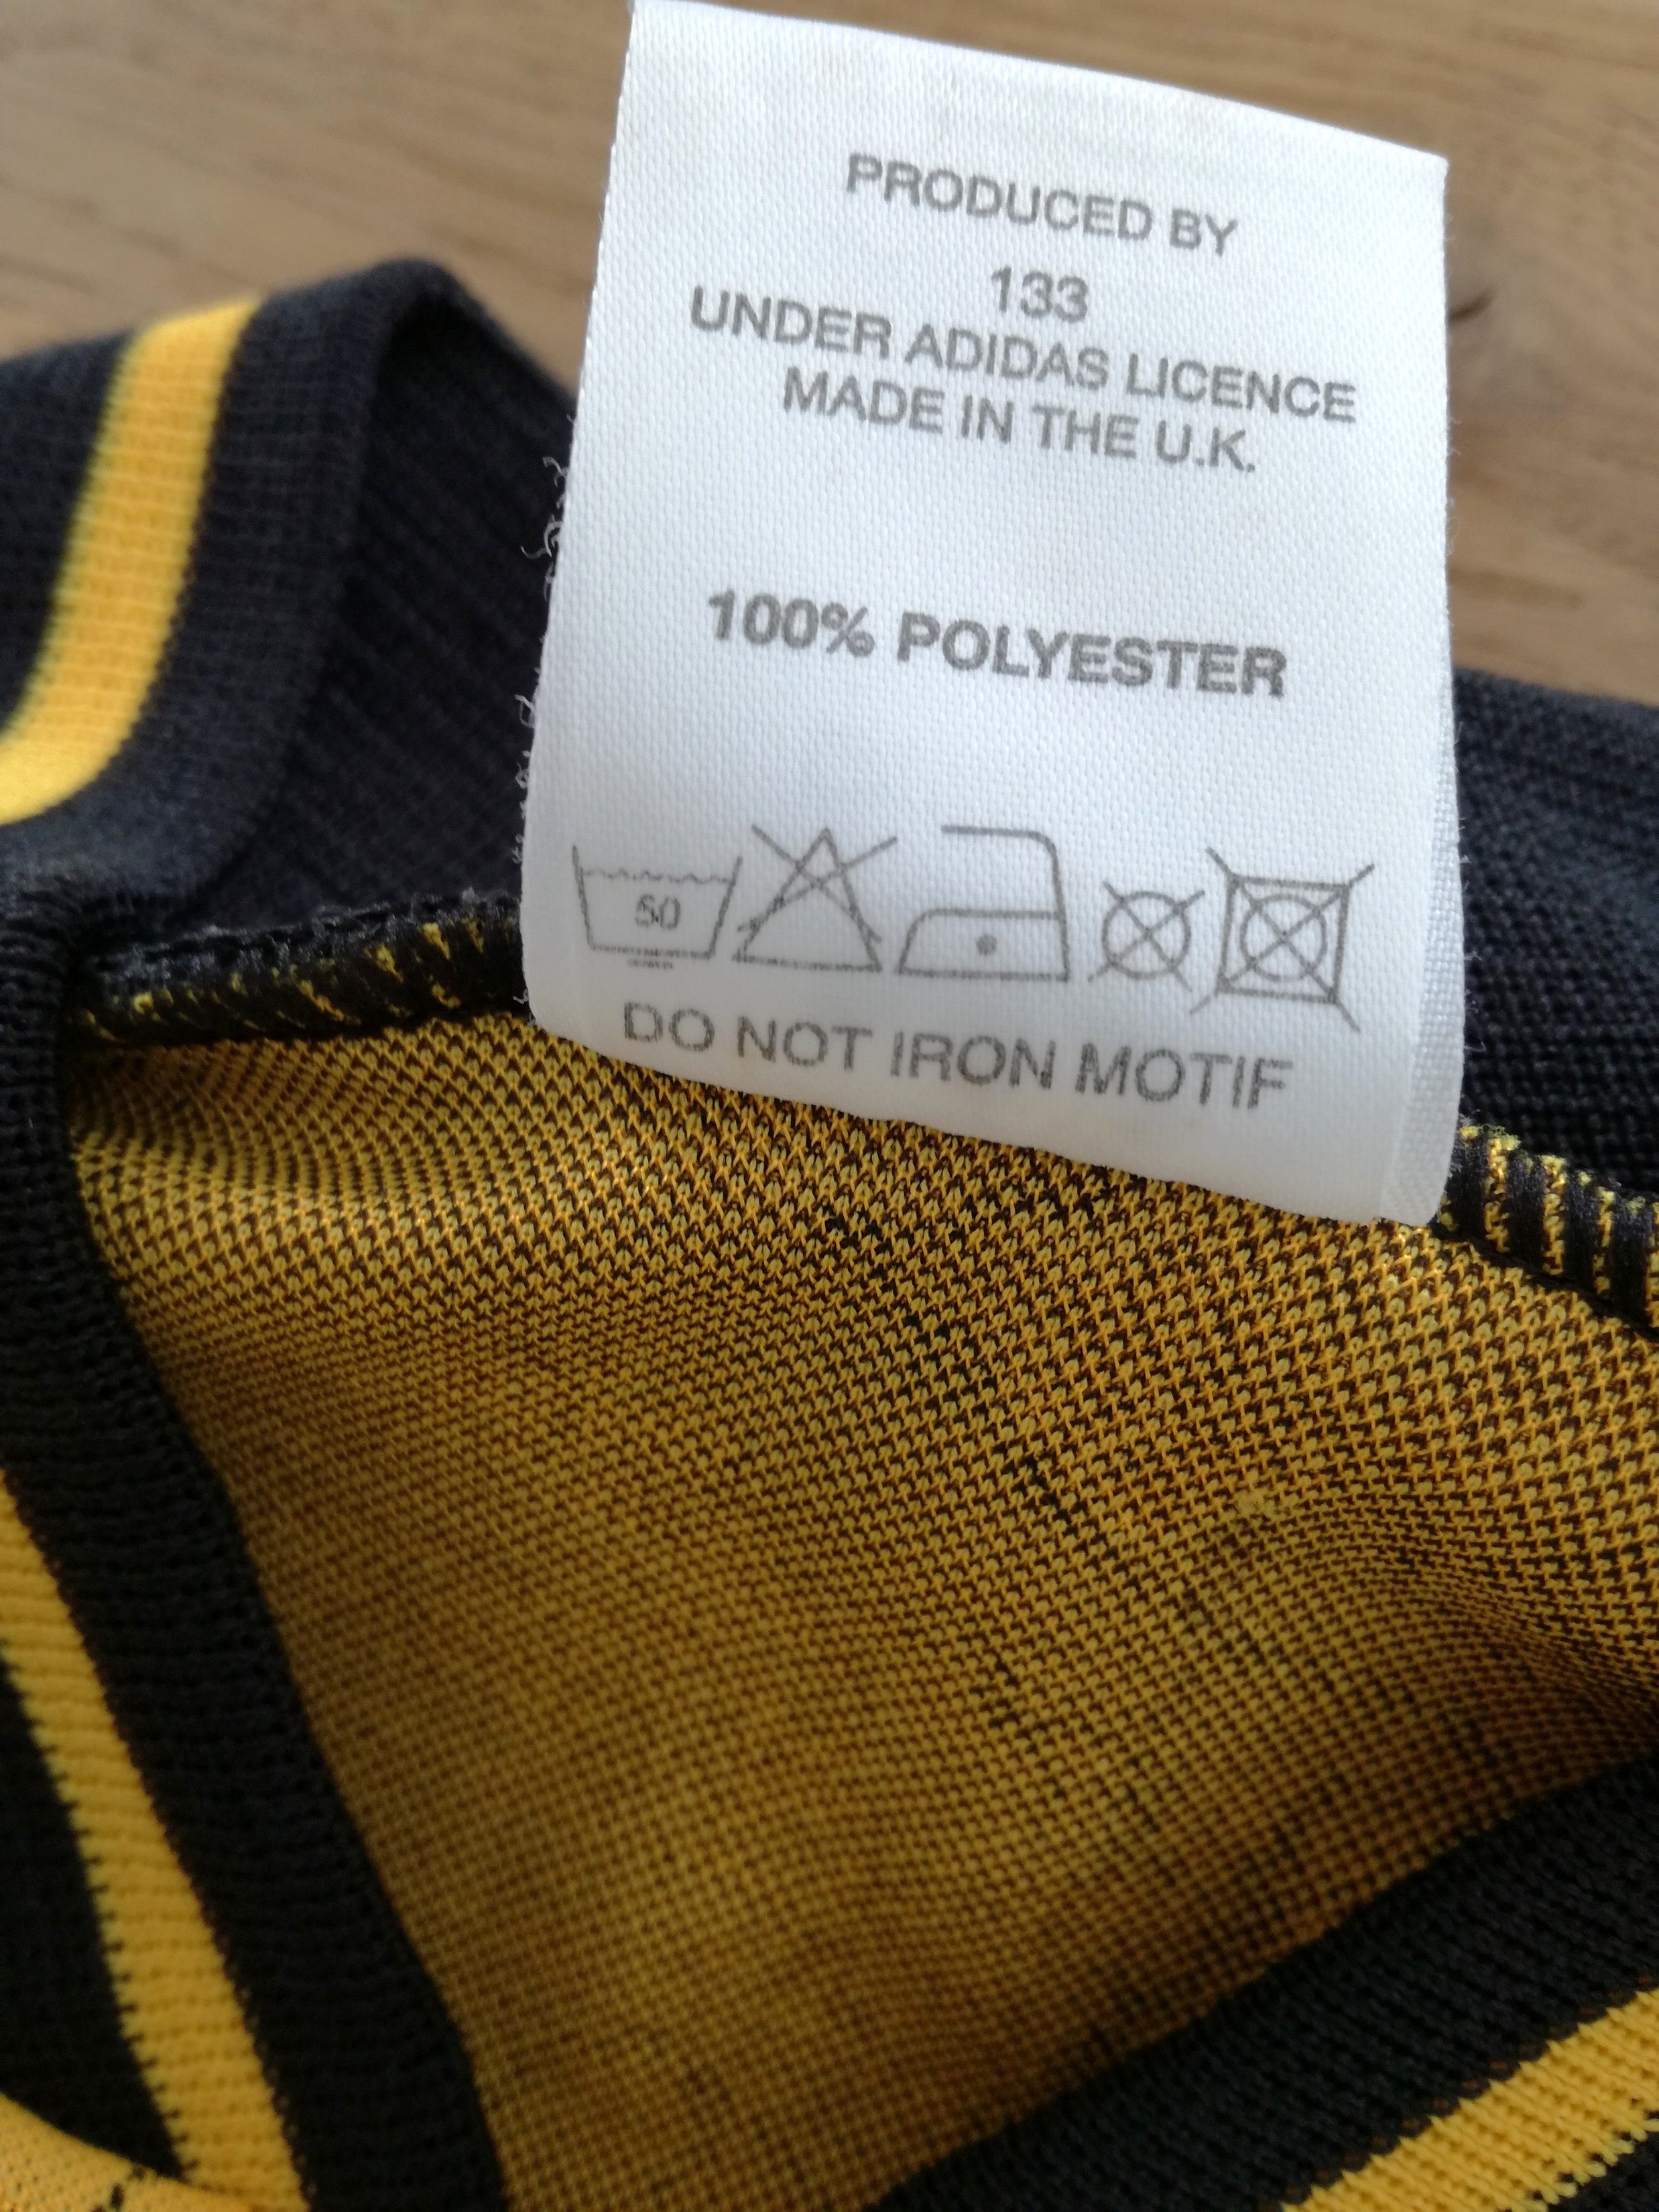 PRODUCED BY
133
UNDER ADIDAS LICENCE
MADE IN THE U.K.
100% POLYESTER
50
DO NOT IRON MOTIF